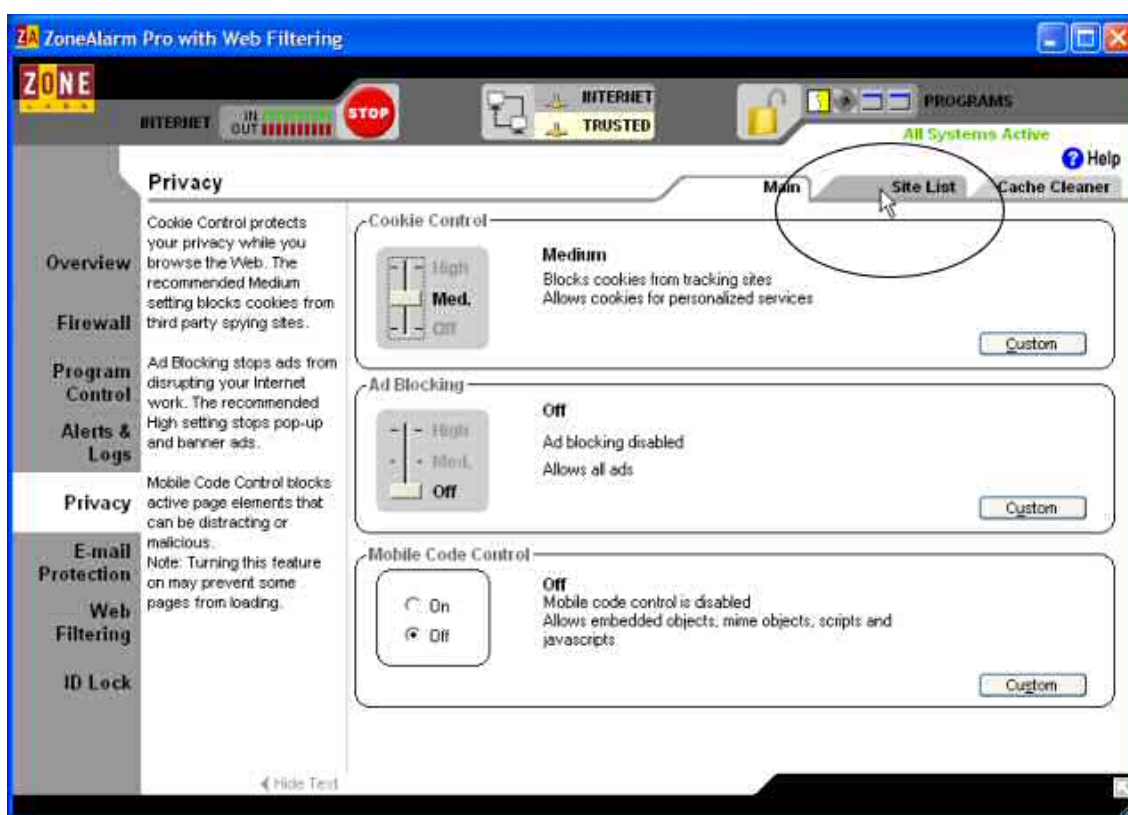 ZA ZoneAlarm Pro with Web Filtering
ZONE
LABS
INTERNET
IN
OUT
STOP
INTERNET
TRUSTED
PROGRAMS
All Systems Active
? Help
Privacy
Main
Site List
Cache Cleaner
Overview
Firewall
Program
Control
Alerts &
Logs
Privacy
E-mail
Protection
Web
Filtering
ID Lock
Cookie Control protects
your privacy while you
browse the Web. The
recommended Medium
setting blocks cookies from
third party spying sites.
Ad Blocking stops ads from
disrupting your Internet
work. The recommended
High setting stops pop-up
and banner ads.
Mobile Code Control blocks
active page elements that
can be distracting or
malicious.
Note: Turning this feature
on may prevent some
pages from loading.
Hide Text
Cookie Control
High
Med.
Off
Medium
Blocks cookies from tracking sites
Allows cookies for personalized services
Custom
Ad Blocking
High
Med.
Off
Off
Ad blocking disabled
Allows all ads
Custom
Mobile Code Control
On
Off
Off
Mobile code control is disabled
Allows embedded objects, mime objects, scripts and
javascripts
Custom